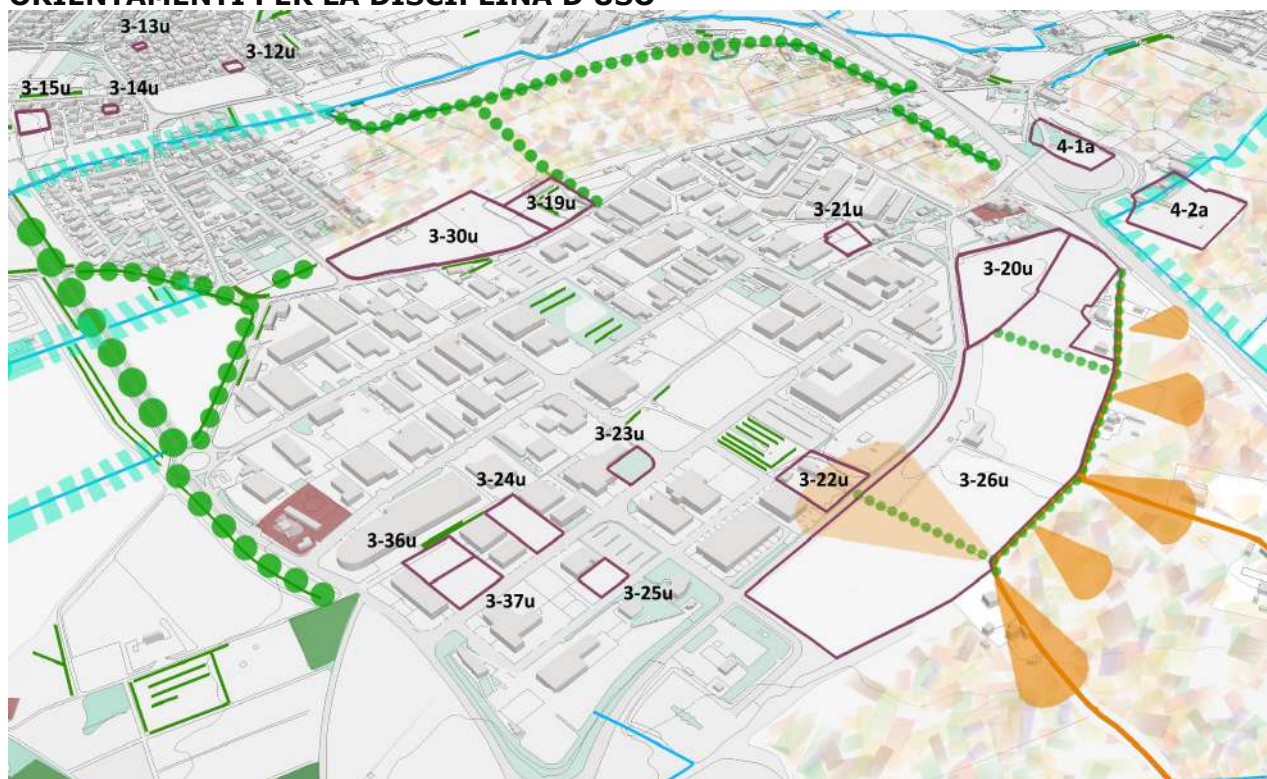 ORIENTAMENTI PER LA DISCIPLINA D'USO
3-13u
3-12u
3-15u
3-14u
4-1a
3-19u
4-2a
3-21u
3-30u
3-20u
3-23u
3-24u
3-22u
3-26u
3-36u
3-37u
3-25u